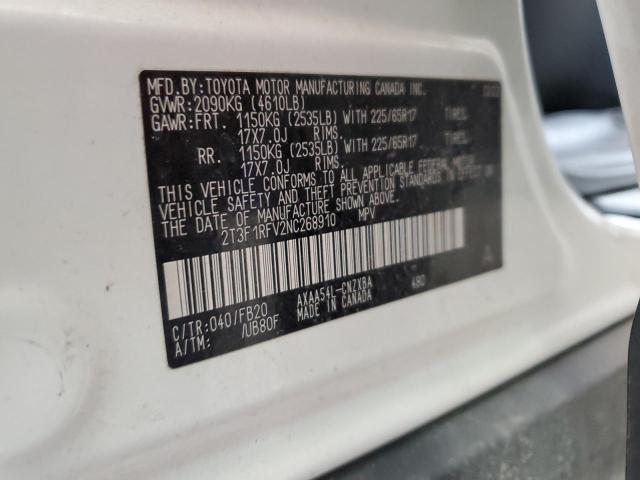 MFD.BY: TOYOTA MOTOR MANUFACTURING CANADA INC.
GVWR: 2090KG (4610LB)
GAWR: FRT. 1150KG (2535LB) WITH 225/65R17 TIRES,
17X7.0J RIMS,
RR. 1150KG (2535LB) WITH 225/65R17 TIRES,
17X7.0J RIMS.
THIS VEHICLE CONFORMS TO ALL APPLICABLE FEDERAL MOTOR
VEHICLE SAFETY AND THEFT PREVENTION STANDARDS IN EFFECT ON
THE DATE OF MANUFACTURE SHOWN ABOVE.
2T3F1RFV2NC268910 MPV
C/TR: 040/FB20 AXAA54L-CNZXBA 480
A/TM: /UB80F MADE IN CANADA